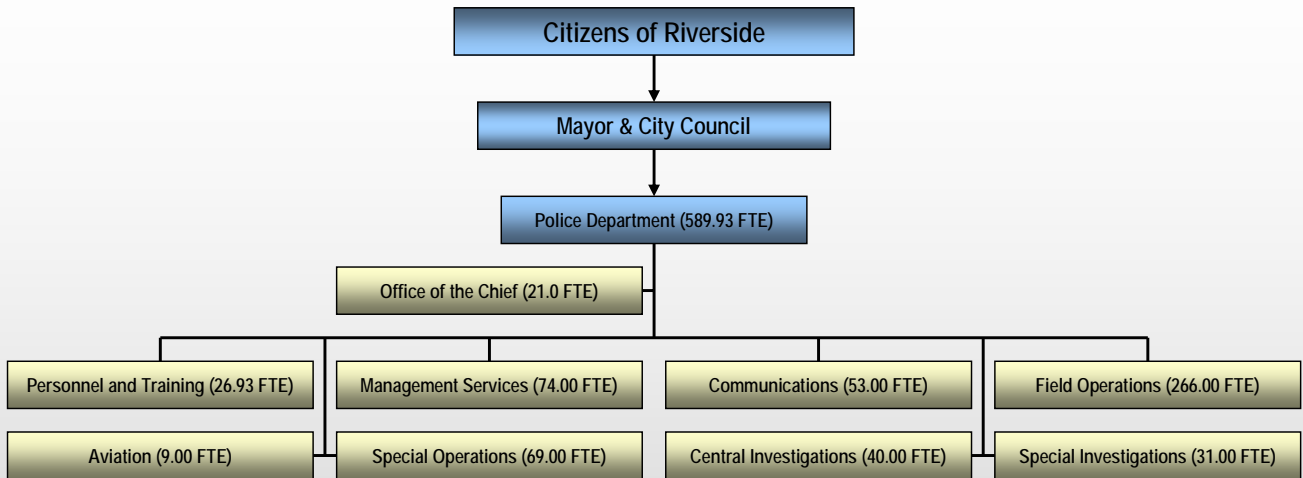 Citizens of Riverside
Mayor & City Council
Police Department (589.93 FTE)
Office of the Chief (21.0 FTE)
Personnel and Training (26.93 FTE)
Management Services (74.00 FTE)
Communications (53.00 FTE)
Field Operations (266.00 FTE)
Aviation (9.00 FTE)
Special Operations (69.00 FTE)
Central Investigations (40.00 FTE)
Special Investigations (31.00 FTE)